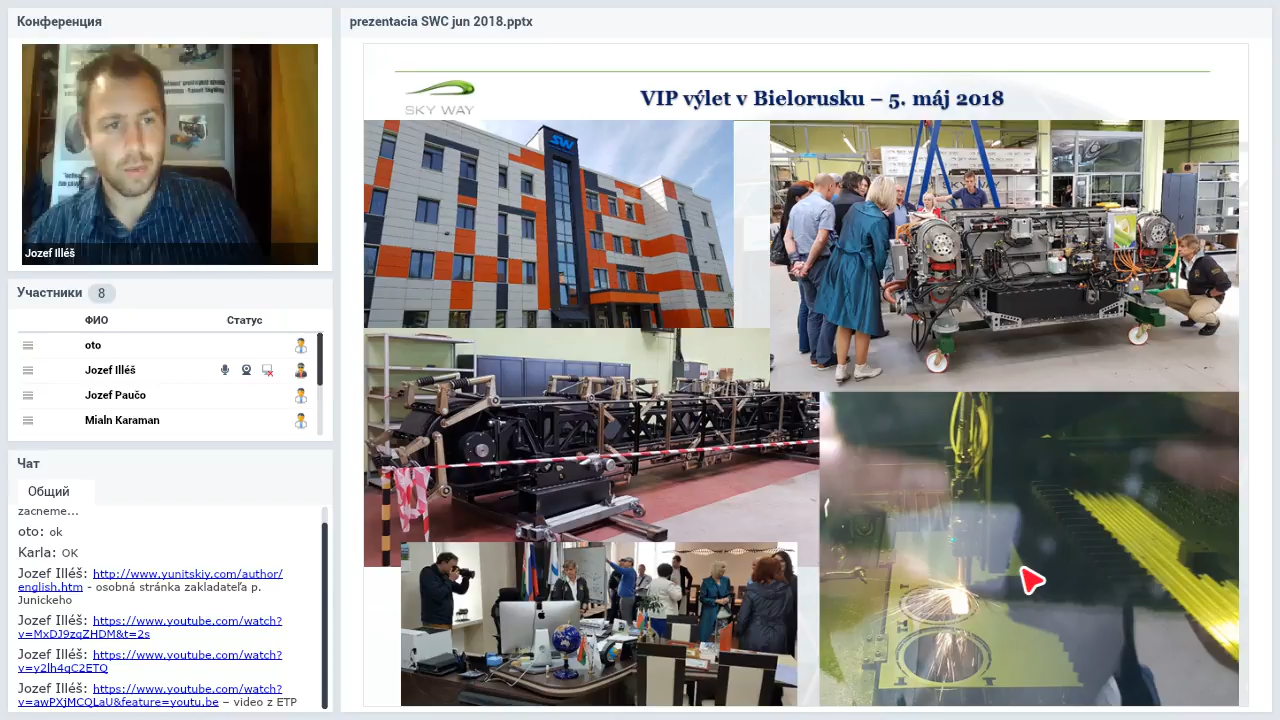 Конференция
Jozef Illéš
Участники 8
ФИО Статус
oto
Jozef Illéš
Jozef Paučo
Mialn Karaman
Чат
Общий
zacneme...
oto: ok
Karla: OK
Jozef Illéš: http://www.yunitskiy.com/author/
english.htm - osobná stránka zakladateľa p.
Junickeho
Jozef Illéš: https://www.youtube.com/watch?
v=MxDJ9zqZHDM&t=2s
Jozef Illéš: https://www.youtube.com/watch?
v=y2lh4qC2ETQ
Jozef Illéš: https://www.youtube.com/watch?
v=awPXjMCQLaU&feature=youtu.be – video z ETP
prezentacia SWC jun 2018.pptx
SKY WAY
VIP výlet v Bielorusku – 5. máj 2018
SW
SKY WAY